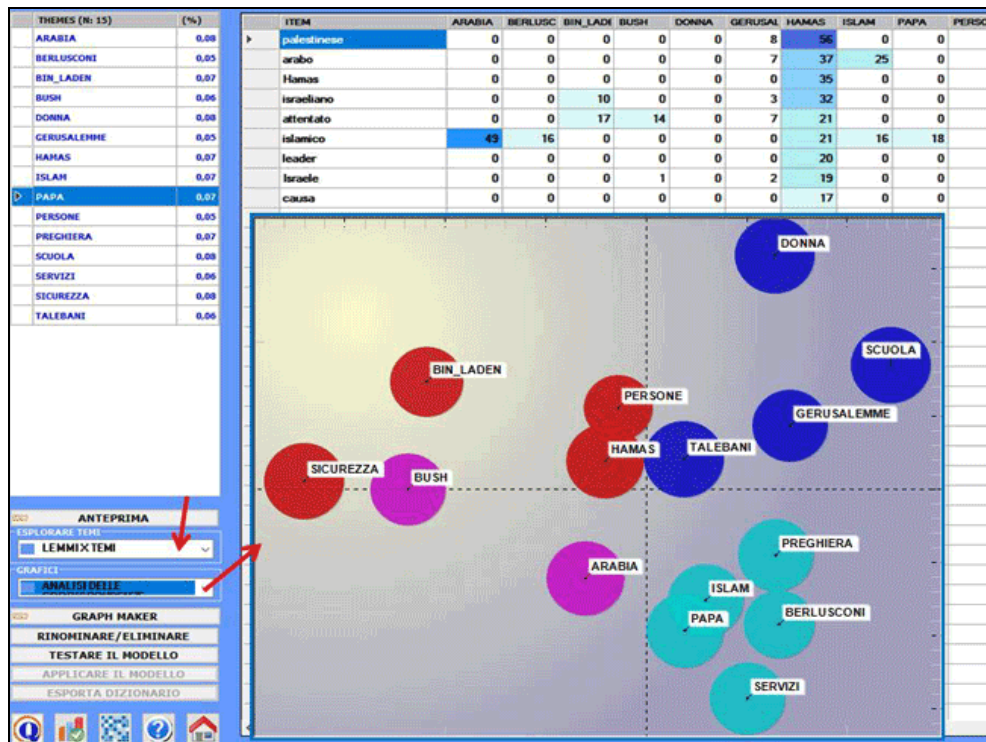 THEMES (N: 15) (%)
ARABIA 0,08
BERLUSCONI 0,05
BIN_LADEN 0,07
BUSH 0,06
DONNA 0,08
GERUSALEMME 0,05
HAMAS 0,07
ISLAM 0,07
PAPA 0,07
PERSONE 0,05
PREGHIERA 0,07
SCUOLA 0,08
SERVIZI 0,06
SICUREZZA 0,08
TALEBANI 0,06
ITEM ARABIA BERLUSC BIN_LADE BUSH DONNA GERUSAL HAMAS ISLAM PAPA PERSO
palestinese 0 0 0 0 0 8 56 0 0
arabo 0 0 0 0 0 7 37 25 0
Hamas 0 0 0 0 0 0 35 0 0
israeliano 0 0 10 0 0 3 32 0 0
attentato 0 0 17 14 0 7 21 0 0
islamico 49 16 0 0 0 0 21 16 18
leader 0 0 0 0 0 0 20 0 0
Israele 0 0 0 1 0 2 19 0 0
causa 0 0 0 0 0 0 17 0 0
DONNA
SCUOLA
BIN_LADEN
PERSONE
GERUSALEMME
HAMAS
TALEBANI
SICUREZZA
BUSH
PREGHIERA
ARABIA
ISLAM
BERLUSCONI
PAPA
SERVIZI
ANTEPRIMA
ESPLORARE TEMI
LEMMI X TEMI
GRAFICI
ANALISI DELLE
GRAPH MAKER
RINOMINARE/ELIMINARE
TESTARE IL MODELLO
APPLICARE IL MODELLO
ESPORTA DIZIONARIO
Q
?